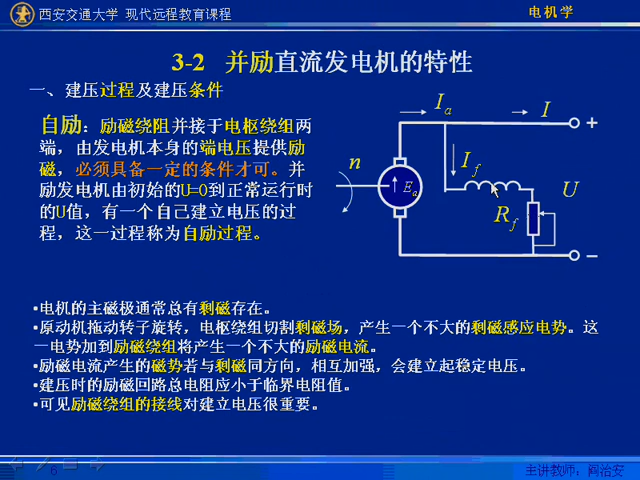 西安交通大学 现代远程教育课程
电机学
3-2 并励直流发电机的特性
一、建压过程及建压条件
自励：励磁绕阻并接于电枢绕组两
端，由发电机本身的端电压提供励
磁，必须具备一定的条件才可。并
励发电机由初始的U=0到正常运行时
的U值，有一个自己建立电压的过
程，这一过程称为自励过程。
I_a
I
+
I_f
n
E_a
U
R_f
−
▪电机的主磁极通常总有剩磁存在。
▪原动机拖动转子旋转，电枢绕组切割剩磁场，产生一个不大的剩磁感应电势。这
一电势加到励磁绕组将产生一个不大的励磁电流。
▪励磁电流产生的磁势若与剩磁同方向，相互加强，会建立起稳定电压。
▪建压时的励磁回路总电阻应小于临界电阻值。
▪可见励磁绕组的接线对建立电压很重要。
6
主讲教师：阎治安